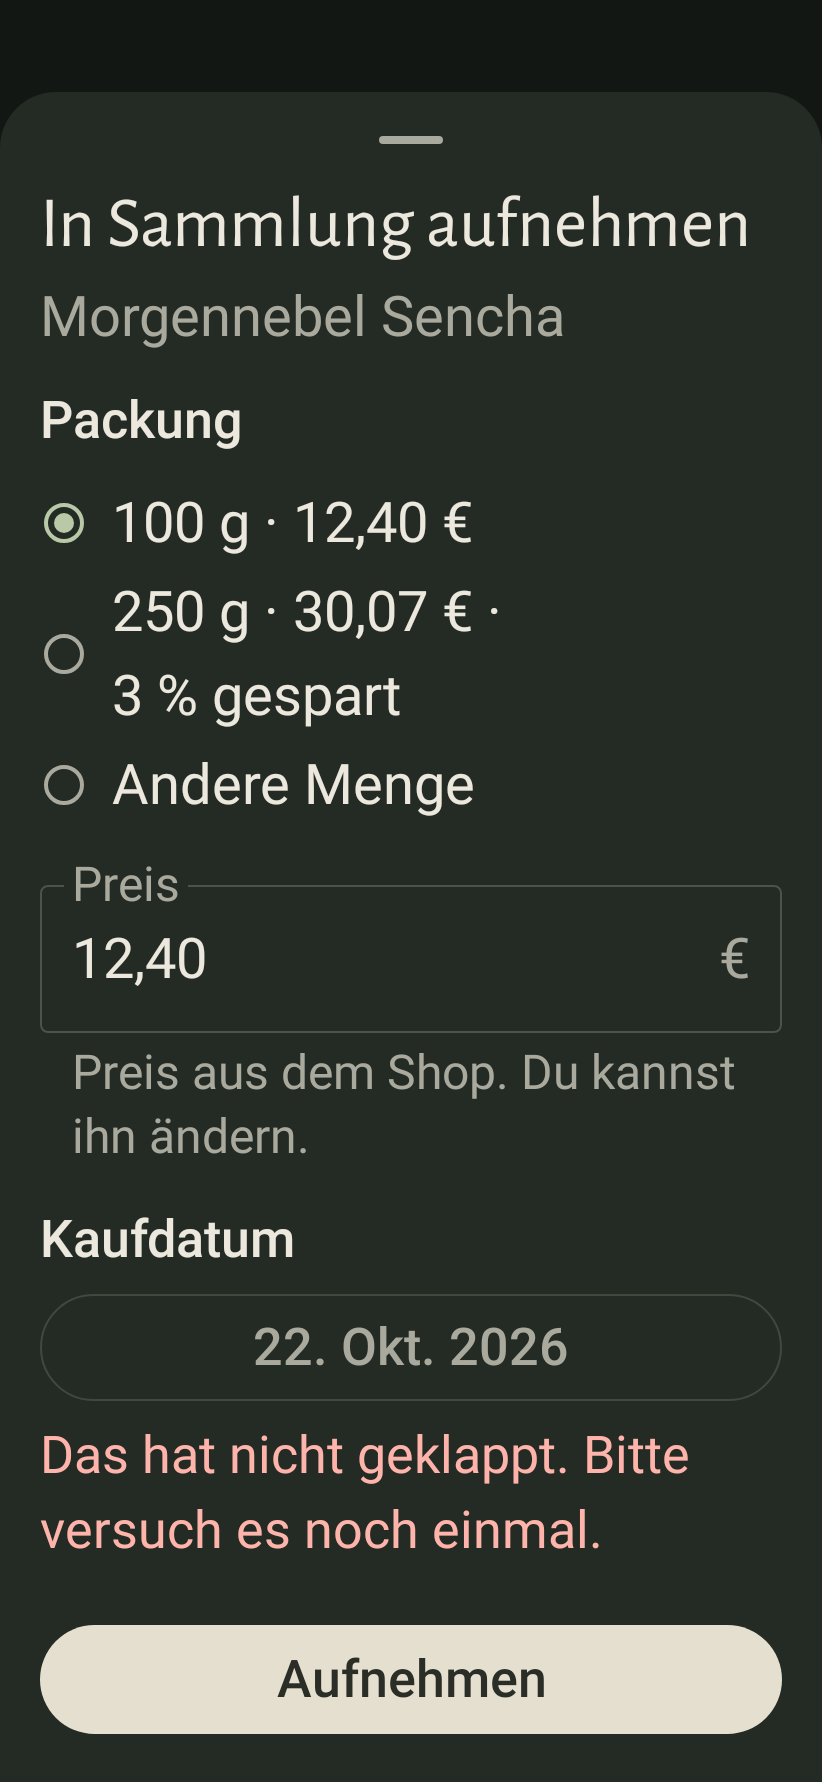 In Sammlung aufnehmen
Morgennebel Sencha
Packung
100 g · 12,40 €
250 g · 30,07 € ·
3 % gespart
Andere Menge
Preis
12,40 €
Preis aus dem Shop. Du kannst
ihn ändern.
Kaufdatum
22. Okt. 2026
Das hat nicht geklappt. Bitte
versuch es noch einmal.
Aufnehmen